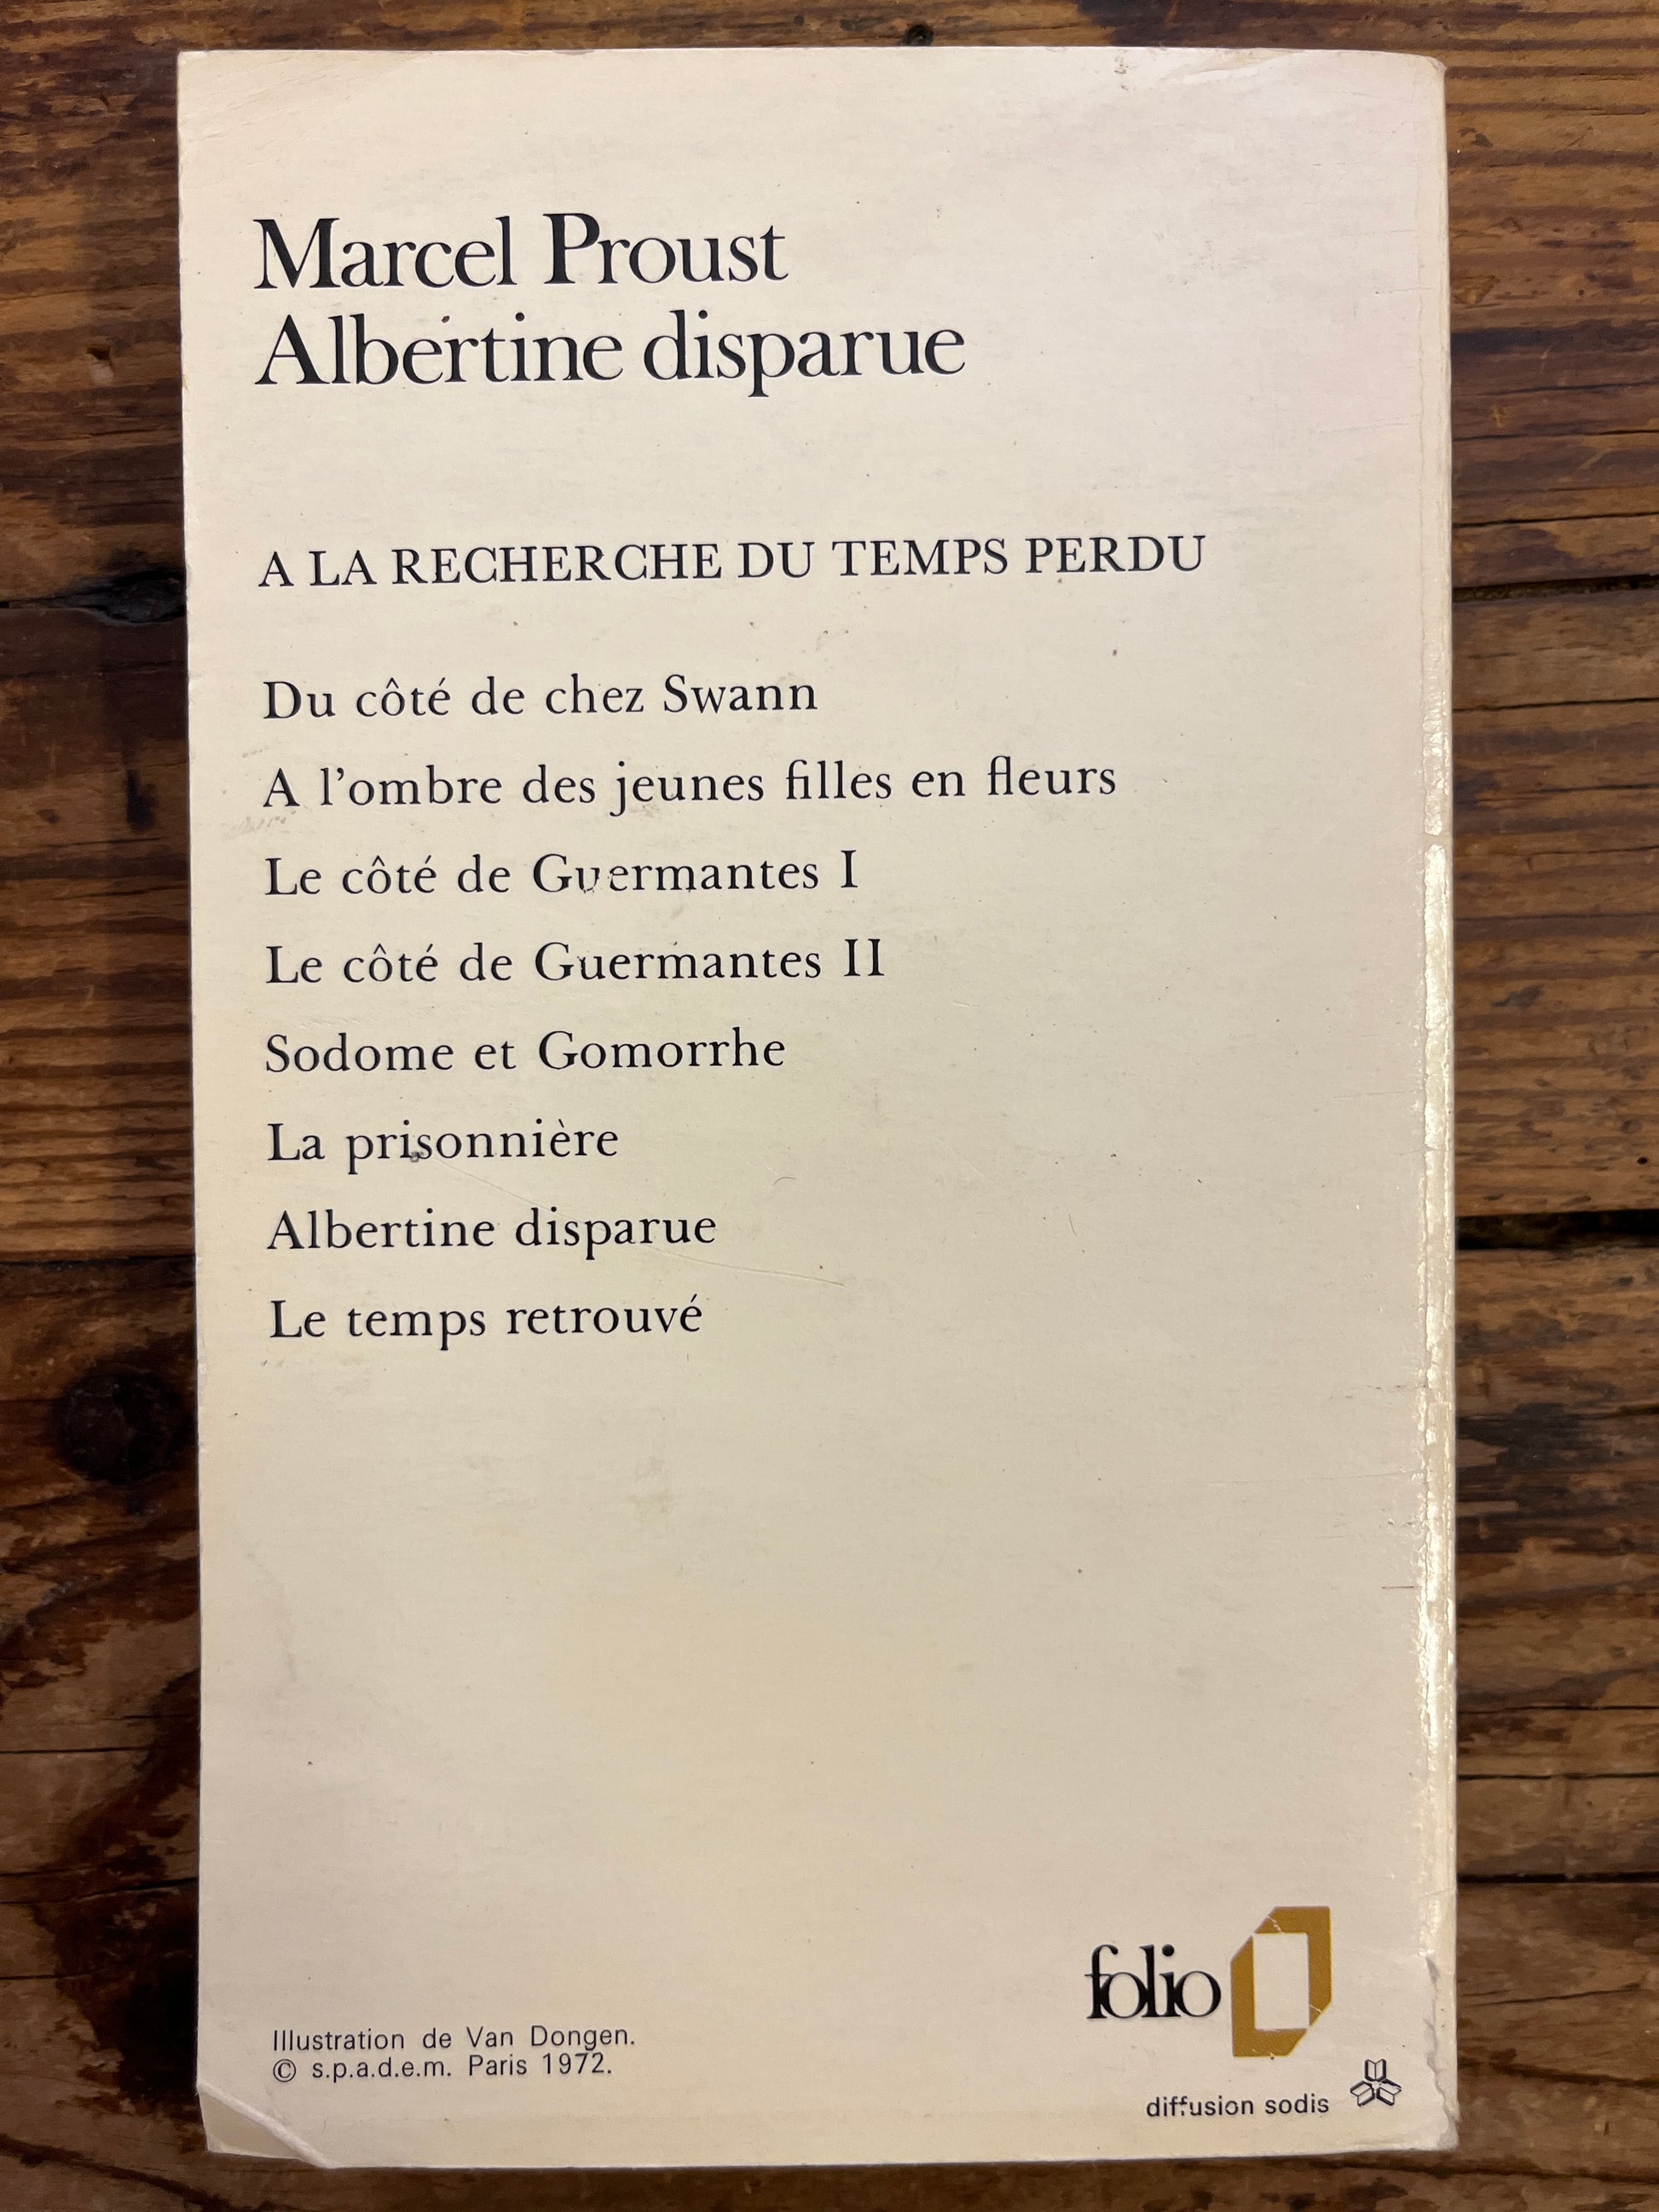 Marcel Proust
Albertine disparue
A LA RECHERCHE DU TEMPS PERDU
Du côté de chez Swann
A l’ombre des jeunes filles en fleurs
Le côté de Guermantes I
Le côté de Guermantes II
Sodome et Gomorrhe
La prisonnière
Albertine disparue
Le temps retrouvé
folio
Illustration de Van Dongen.
© s.p.a.d.e.m. Paris 1972.
diffusion sodis